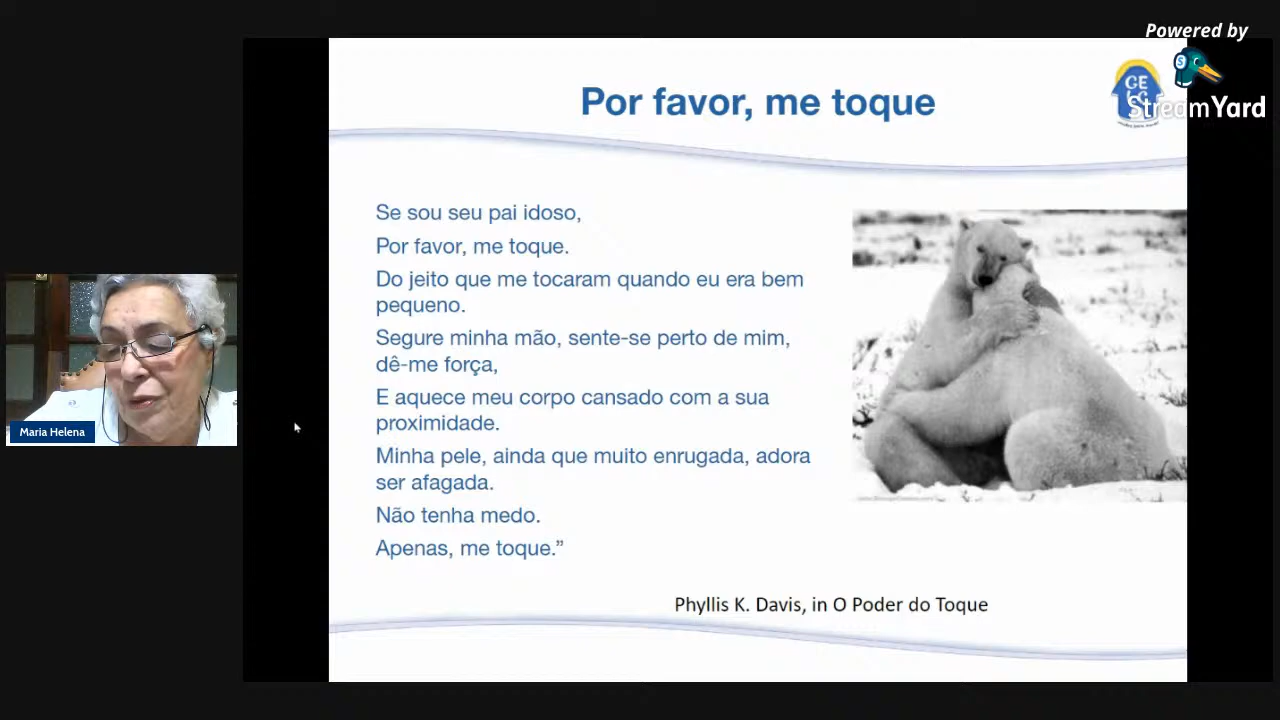 Powered by
StreamYard
Por favor, me toque
GE
Se sou seu pai idoso,
Por favor, me toque.
Do jeito que me tocaram quando eu era bem
pequeno.
Segure minha mão, sente-se perto de mim,
dê-me força,
E aquece meu corpo cansado com a sua
proximidade.
Minha pele, ainda que muito enrugada, adora
ser afagada.
Não tenha medo.
Apenas, me toque.”
Phyllis K. Davis, in O Poder do Toque
Maria Helena